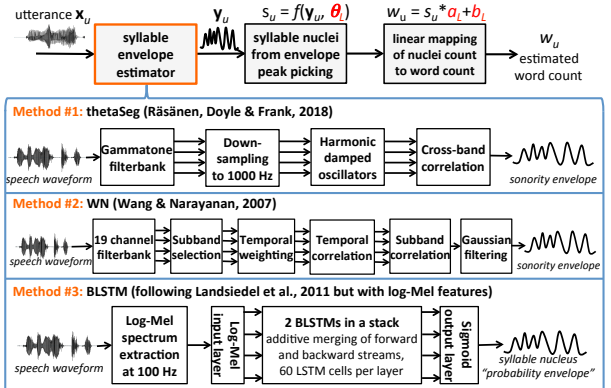 utterance x_u
y_u
s_u = f(y_u, θ_L)
w_u = s_u*a_L+b_L
syllable
envelope
estimator
syllable nuclei
from envelope
peak picking
linear mapping
of nuclei count
to word count
w_u
estimated
word count
Method #1: thetaSeg (Räsänen, Doyle & Frank, 2018)
speech waveform
Gammatone
filterbank
Down-
sampling
to 1000 Hz
Harmonic
damped
oscillators
Cross-band
correlation
sonority envelope
Method #2: WN (Wang & Narayanan, 2007)
speech waveform
19 channel
filterbank
Subband
selection
Temporal
weighting
Temporal
correlation
Subband
correlation
Gaussian
filtering
sonority envelope
Method #3: BLSTM (following Landsiedel et al., 2011 but with log-Mel features)
speech waveform
Log-Mel
spectrum
extraction
at 100 Hz
Log-Mel
input layer
2 BLSTMs in a stack
additive merging of forward
and backward streams,
60 LSTM cells per layer
Sigmoid
output layer
syllable nucleus
"probability envelope"